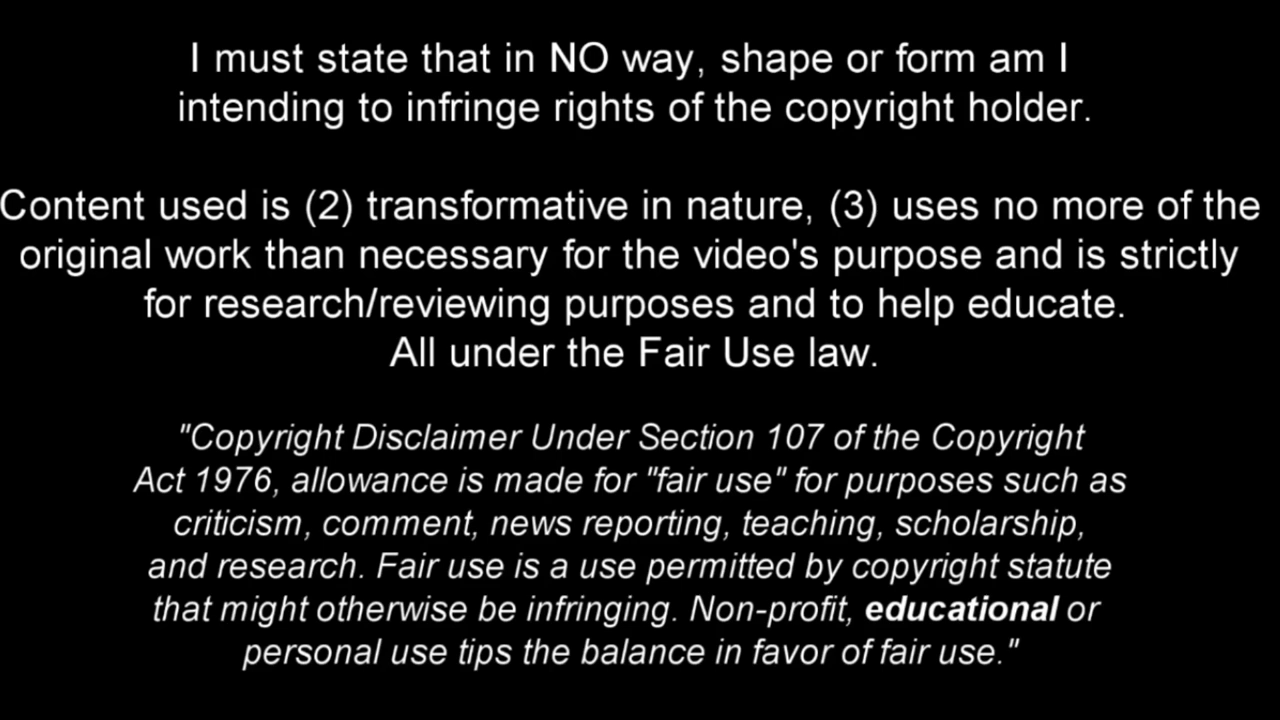 I must state that in NO way, shape or form am I
intending to infringe rights of the copyright holder.
Content used is (2) transformative in nature, (3) uses no more of the
original work than necessary for the video's purpose and is strictly
for research/reviewing purposes and to help educate.
All under the Fair Use law.
"Copyright Disclaimer Under Section 107 of the Copyright
Act 1976, allowance is made for "fair use" for purposes such as
criticism, comment, news reporting, teaching, scholarship,
and research. Fair use is a use permitted by copyright statute
that might otherwise be infringing. Non-profit, educational or
personal use tips the balance in favor of fair use."